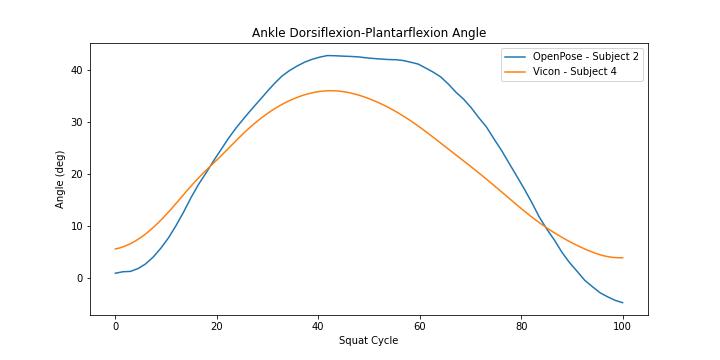 Ankle Dorsiflexion-Plantarflexion Angle
OpenPose - Subject 2
Vicon - Subject 4
Angle (deg)
40
30
20
10
0
0 20 40 60 80 100
Squat Cycle